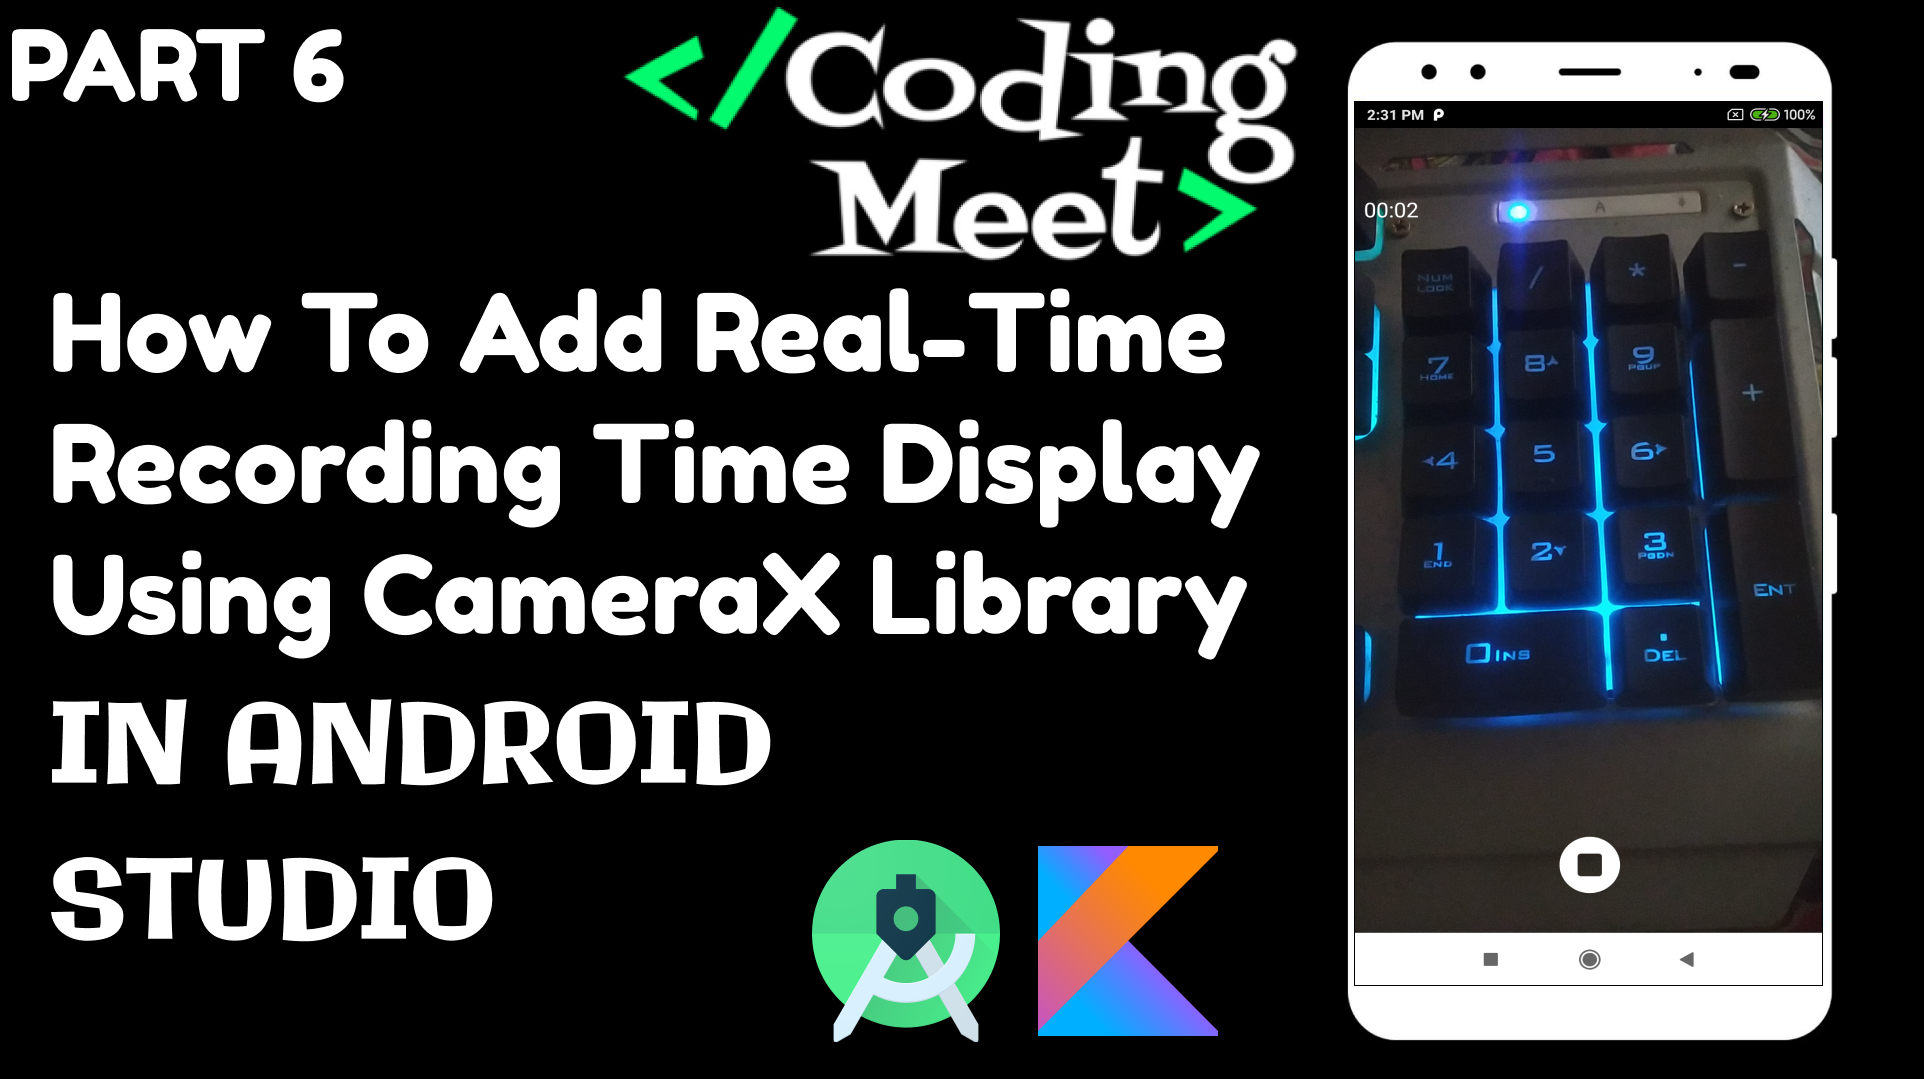 PART 6
</Coding
Meet>
How To Add Real-Time
Recording Time Display
Using CameraX Library
IN ANDROID
STUDIO
2:31 PM
100%
00:02
A
NUM
LOCK
/
*
-
7
HOME
8
9
PGUP
+
4
5
6
1
END
2
3
PGDN
ENT
0 INS
.
DEL